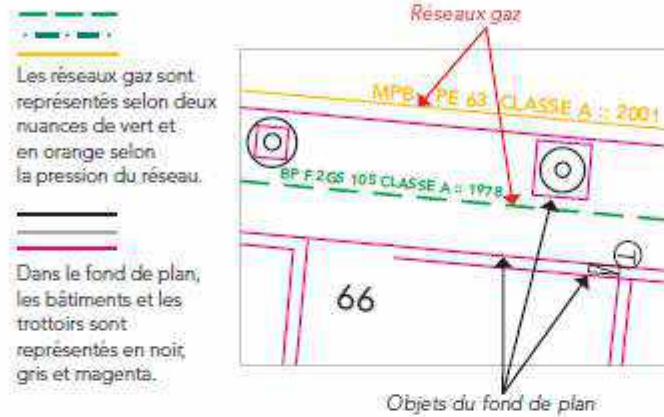 Réseaux gaz
Les réseaux gaz sont
représentés selon deux
nuances de vert et
en orange selon
la pression du réseau.
Dans le fond de plan,
les bâtiments et les
trottoirs sont
représentés en noir,
gris et magenta.
MPB PE 63 CLASSE A :: 2001
BP F 2GS 105 CLASSE A :: 1978
T
66
Objets du fond de plan